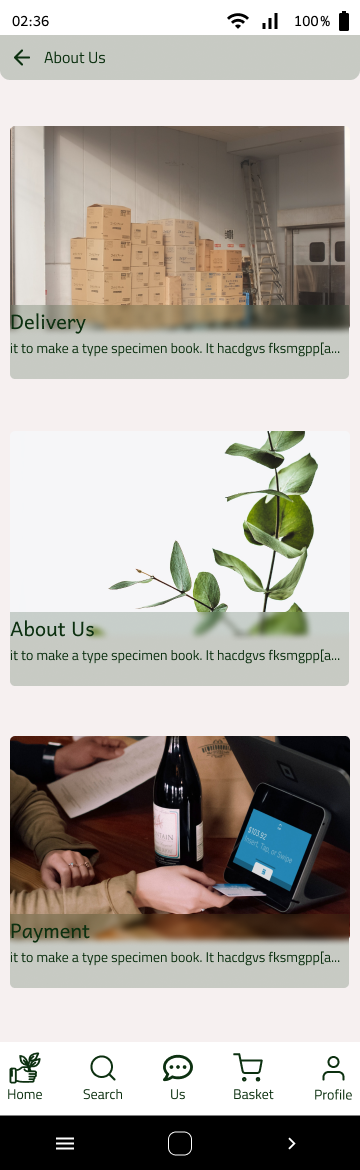 02:36
100%
About Us
Delivery
it to make a type specimen book. It hacdgvs fksmgpp[a...
About Us
it to make a type specimen book. It hacdgvs fksmgpp[a...
$103.92
Insert, Tap, or Swipe
Payment
it to make a type specimen book. It hacdgvs fksmgpp[a...
Home
Search
Us
Basket
Profile